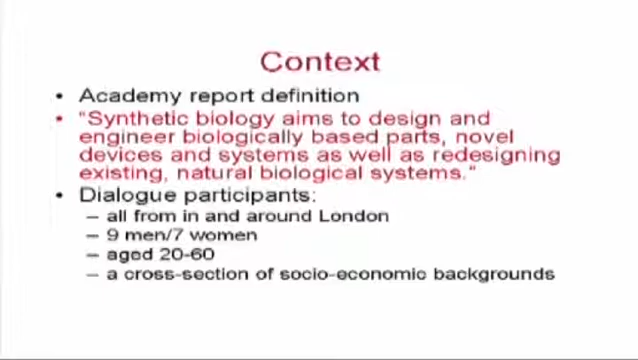 Context
• Academy report definition
• "Synthetic biology aims to design and
engineer biologically based parts, novel
devices and systems as well as redesigning
existing, natural biological systems."
• Dialogue participants:
– all from in and around London
– 9 men/7 women
– aged 20-60
– a cross-section of socio-economic backgrounds